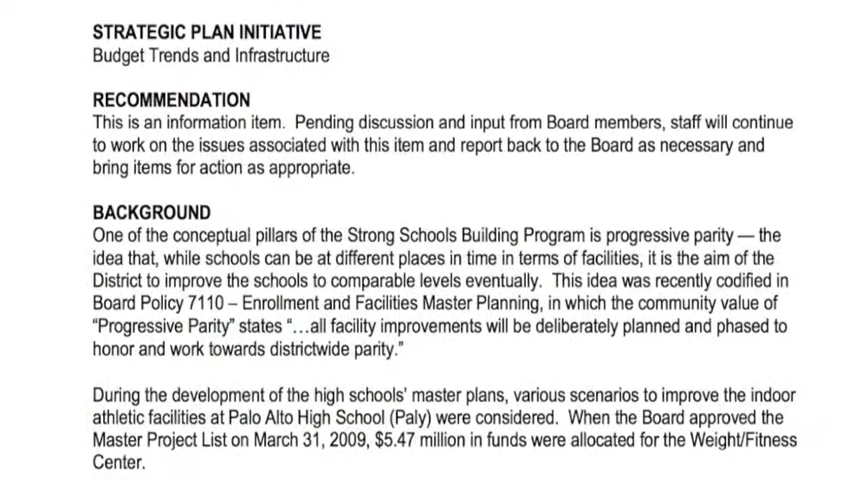 STRATEGIC PLAN INITIATIVE
Budget Trends and Infrastructure
RECOMMENDATION
This is an information item.  Pending discussion and input from Board members, staff will continue
to work on the issues associated with this item and report back to the Board as necessary and
bring items for action as appropriate.
BACKGROUND
One of the conceptual pillars of the Strong Schools Building Program is progressive parity — the
idea that, while schools can be at different places in time in terms of facilities, it is the aim of the
District to improve the schools to comparable levels eventually.  This idea was recently codified in
Board Policy 7110 – Enrollment and Facilities Master Planning, in which the community value of
“Progressive Parity” states “…all facility improvements will be deliberately planned and phased to
honor and work towards districtwide parity.”
During the development of the high schools’ master plans, various scenarios to improve the indoor
athletic facilities at Palo Alto High School (Paly) were considered.  When the Board approved the
Master Project List on March 31, 2009, $5.47 million in funds were allocated for the Weight/Fitness
Center.